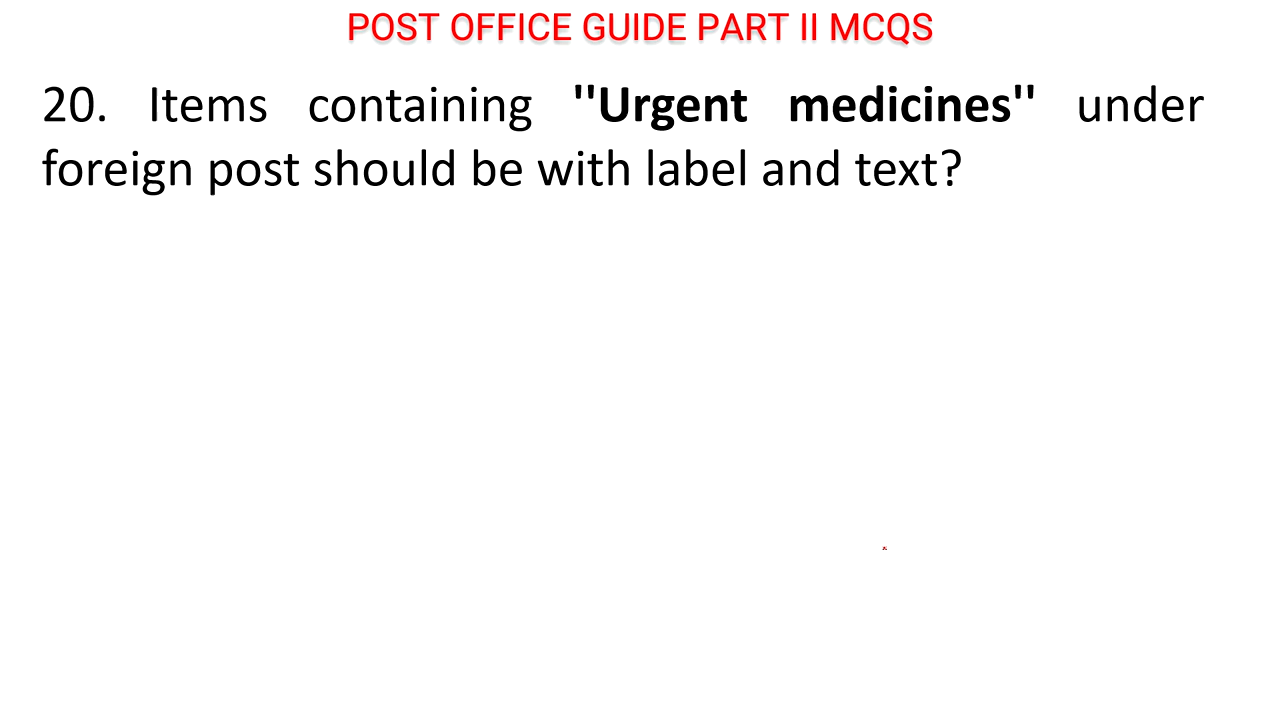 POST OFFICE GUIDE PART II MCQS
20. Items containing "Urgent medicines" under
foreign post should be with label and text?